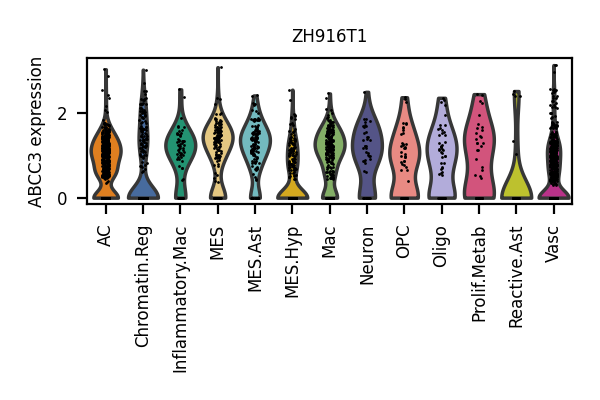 ZH916T1
ABCC3 expression
2
0
AC
Chromatin.Reg
Inflammatory.Mac
MES
MES.Ast
MES.Hyp
Mac
Neuron
OPC
Oligo
Prolif.Metab
Reactive.Ast
Vasc